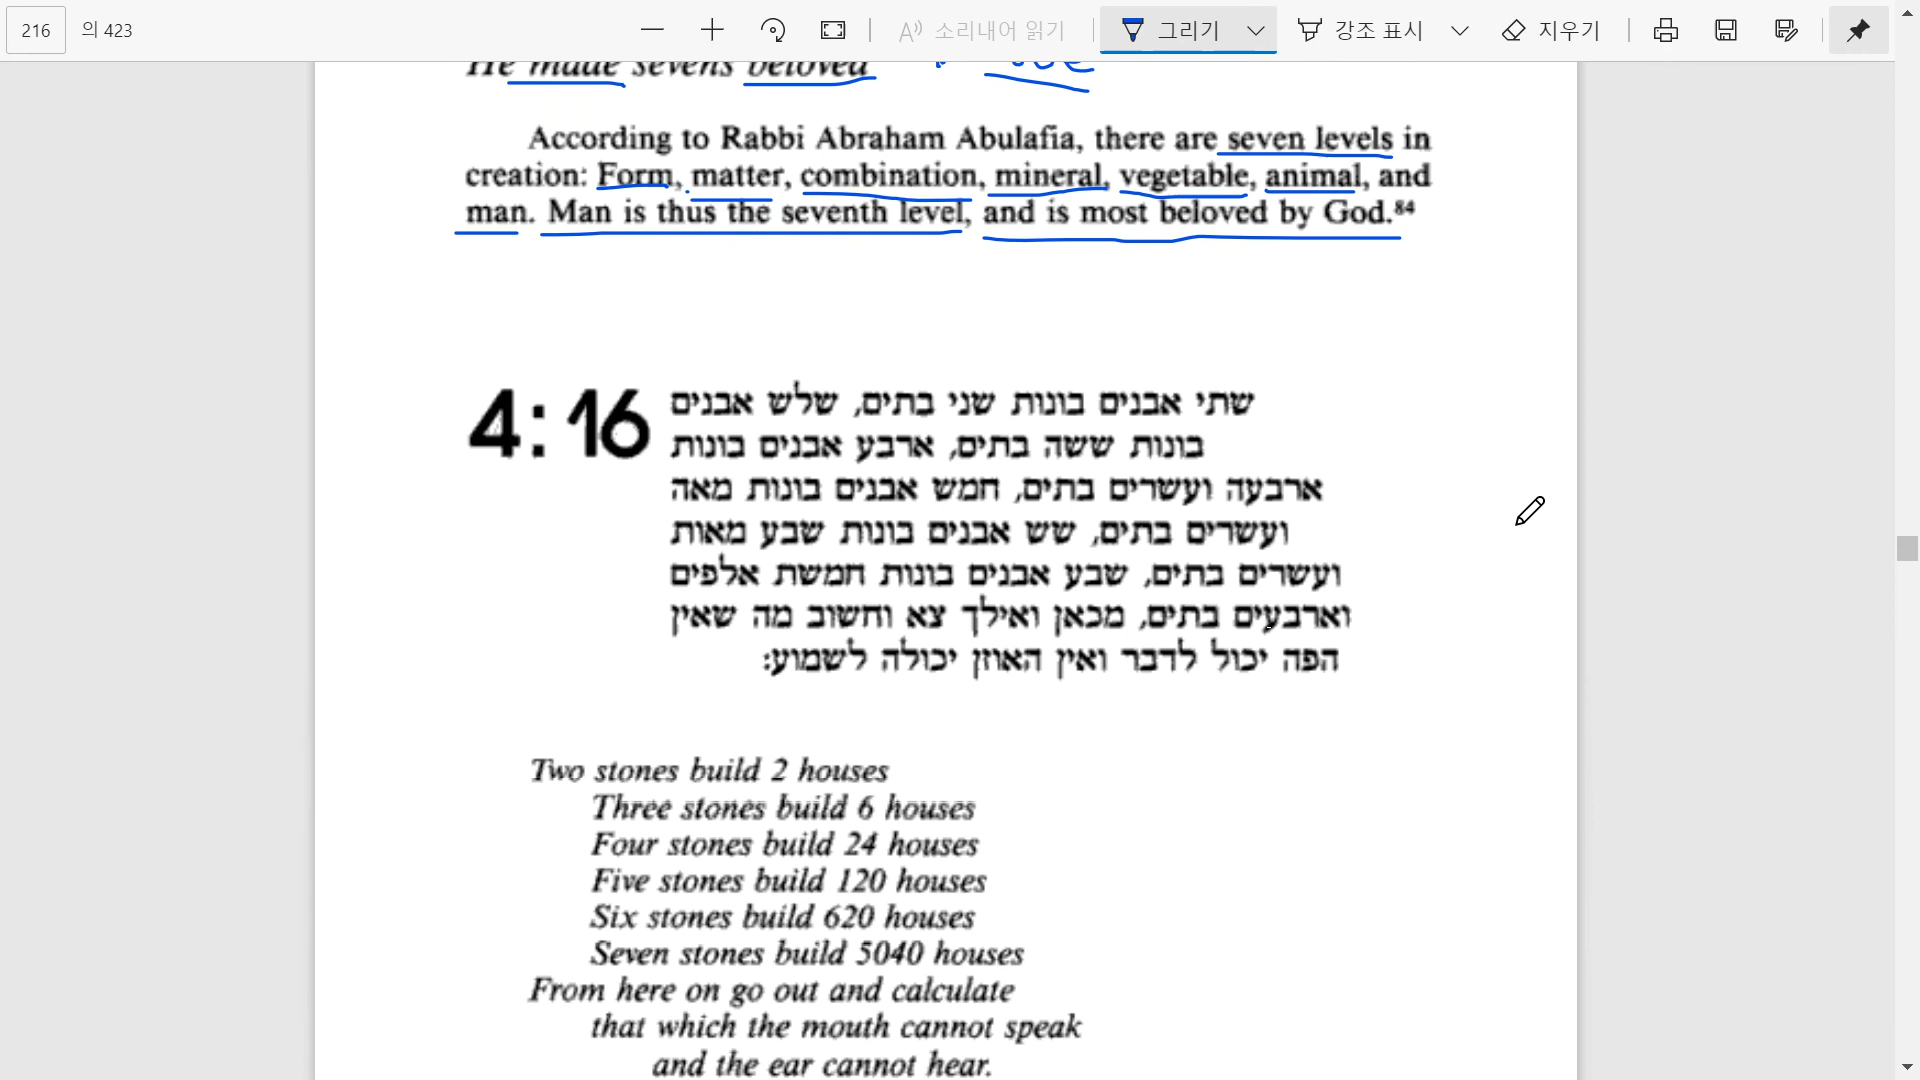 216 의 423
A 소리내어 읽기 그리기 강조 표시 지우기
He made sevens beloved
According to Rabbi Abraham Abulafia, there are seven levels in
creation: Form, matter, combination, mineral, vegetable, animal, and
man. Man is thus the seventh level, and is most beloved by God.84
4:16
שתי אבנים בונות שני בתים, שלש אבנים
בונות ששה בתים, ארבע אבנים בונות
ארבעה ועשרים בתים, חמש אבנים בונות מאה
ועשרים בתים, שש אבנים בונות שבע מאות
ועשרים בתים, שבע אבנים בונות חמשת אלפים
וארבעים בתים, מכאן ואילך צא וחשוב מה שאין
הפה יכול לדבר ואין האוזן יכולה לשמוע:
Two stones build 2 houses
Three stones build 6 houses
Four stones build 24 houses
Five stones build 120 houses
Six stones build 620 houses
Seven stones build 5040 houses
From here on go out and calculate
that which the mouth cannot speak
and the ear cannot hear.